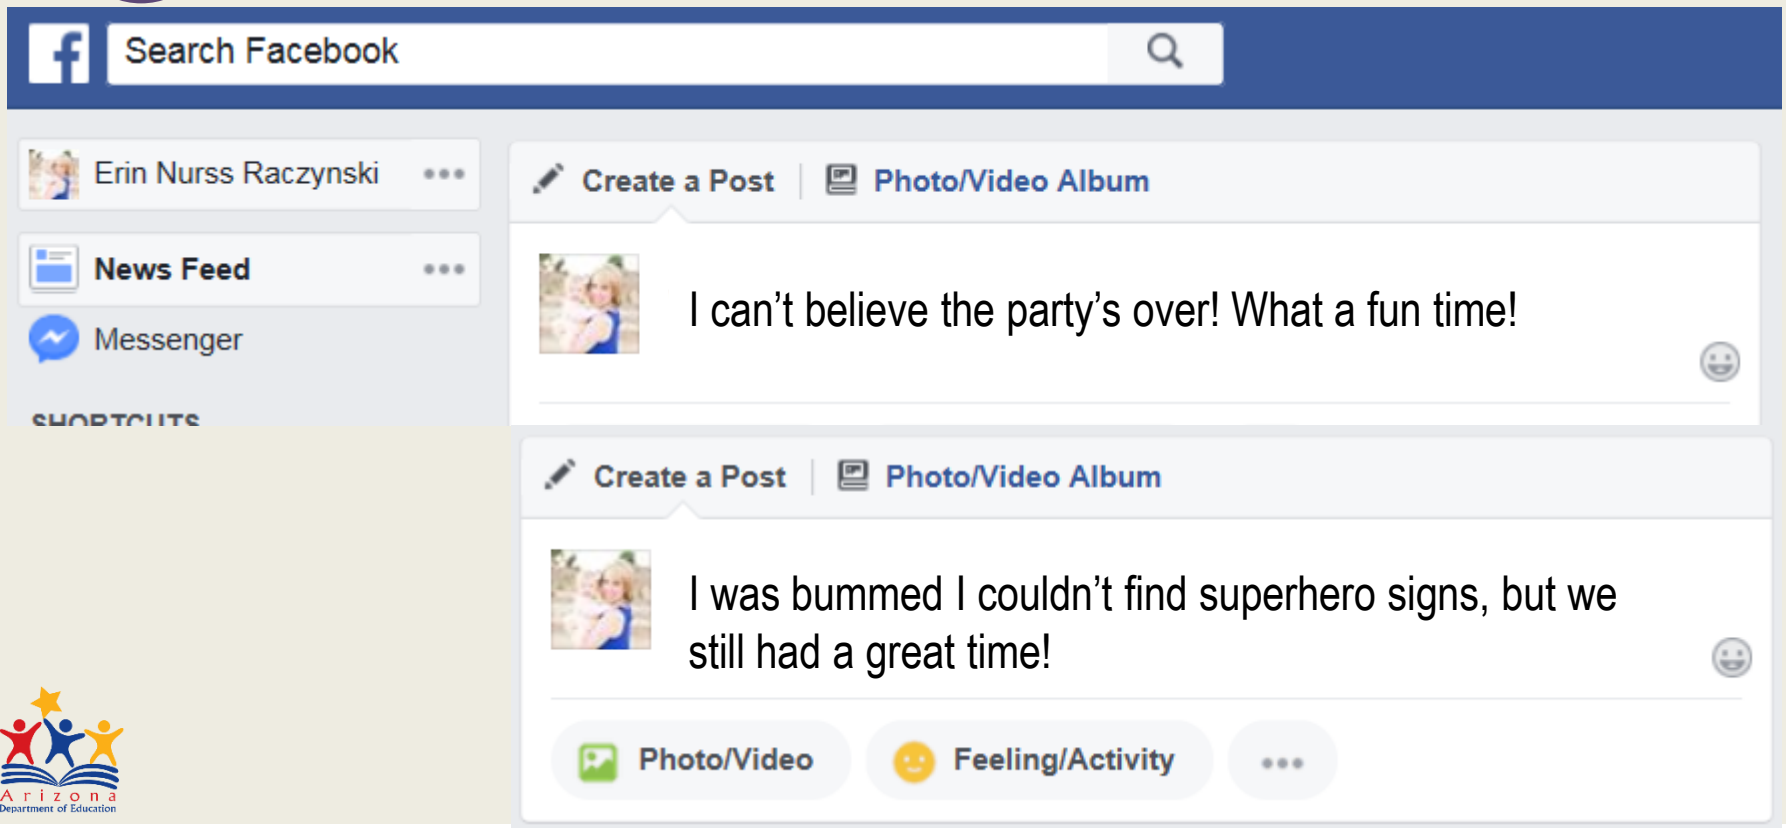 Search Facebook
Erin Nurss Raczynski
Create a Post
Photo/Video Album
News Feed
I can’t believe the party’s over! What a fun time!
Messenger
SHORTCUTS
Create a Post
Photo/Video Album
I was bummed I couldn’t find superhero signs, but we
still had a great time!
Photo/Video
Feeling/Activity
Arizona
Department of Education